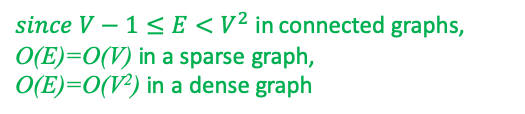 since V − 1 ≤ E < V² in connected graphs,
O(E)=O(V) in a sparse graph,
O(E)=O(V²) in a dense graph